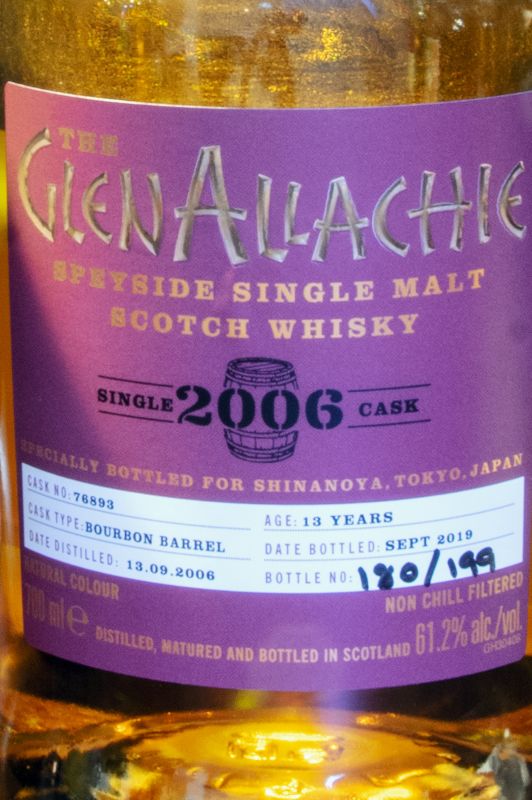 THE
GLENALLACHIE
SPEYSIDE SINGLE MALT
SCOTCH WHISKY
SINGLE 2006 CASK
SPECIALLY BOTTLED FOR SHINANOYA, TOKYO, JAPAN
CASK NO: 76893
CASK TYPE: BOURBON BARREL
DATE DISTILLED: 13.09.2006
AGE: 13 YEARS
DATE BOTTLED: SEPT 2019
BOTTLE NO: 180/199
NATURAL COLOUR
NON CHILL FILTERED
700 ml e
DISTILLED, MATURED AND BOTTLED IN SCOTLAND
61.2% alc./vol.